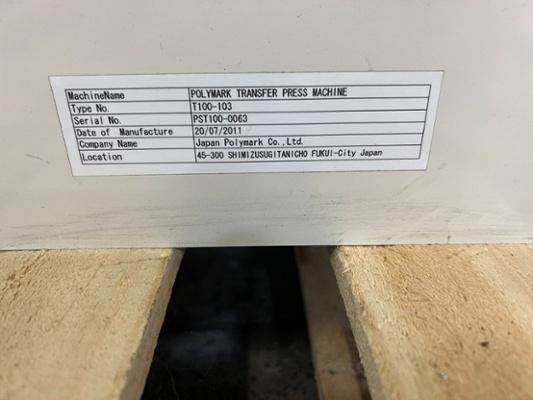 MachineName POLYMARK TRANSFER PRESS MACHINE
Type No. T100-103
Serial No. PST100-0063
Date of Manufacture 20/07/2011
Company Name Japan Polymark Co.,Ltd.
Location 45-300 SHIMIZUSUGITANICHO FUKUI-City Japan